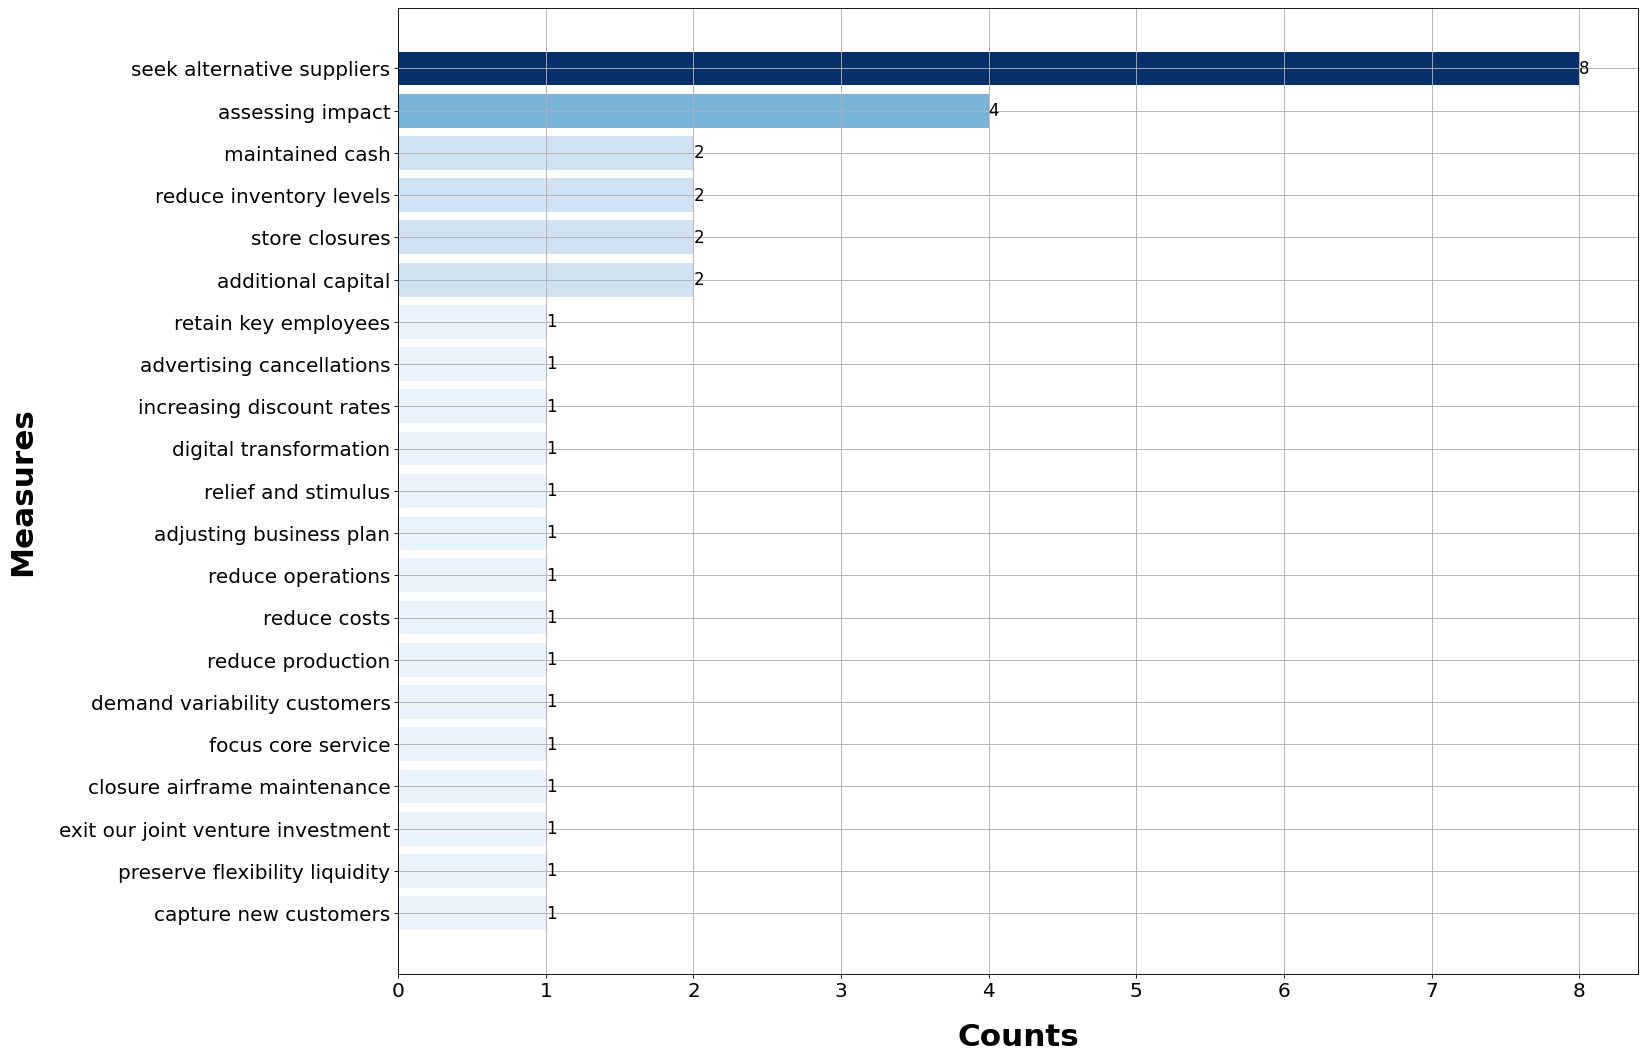 seek alternative suppliers 8
assessing impact 4
maintained cash 2
reduce inventory levels 2
store closures 2
additional capital 2
retain key employees 1
advertising cancellations 1
increasing discount rates 1
digital transformation 1
relief and stimulus 1
adjusting business plan 1
reduce operations 1
reduce costs 1
reduce production 1
demand variability customers 1
focus core service 1
closure airframe maintenance 1
exit our joint venture investment 1
preserve flexibility liquidity 1
capture new customers 1
Measures
0 1 2 3 4 5 6 7 8
Counts